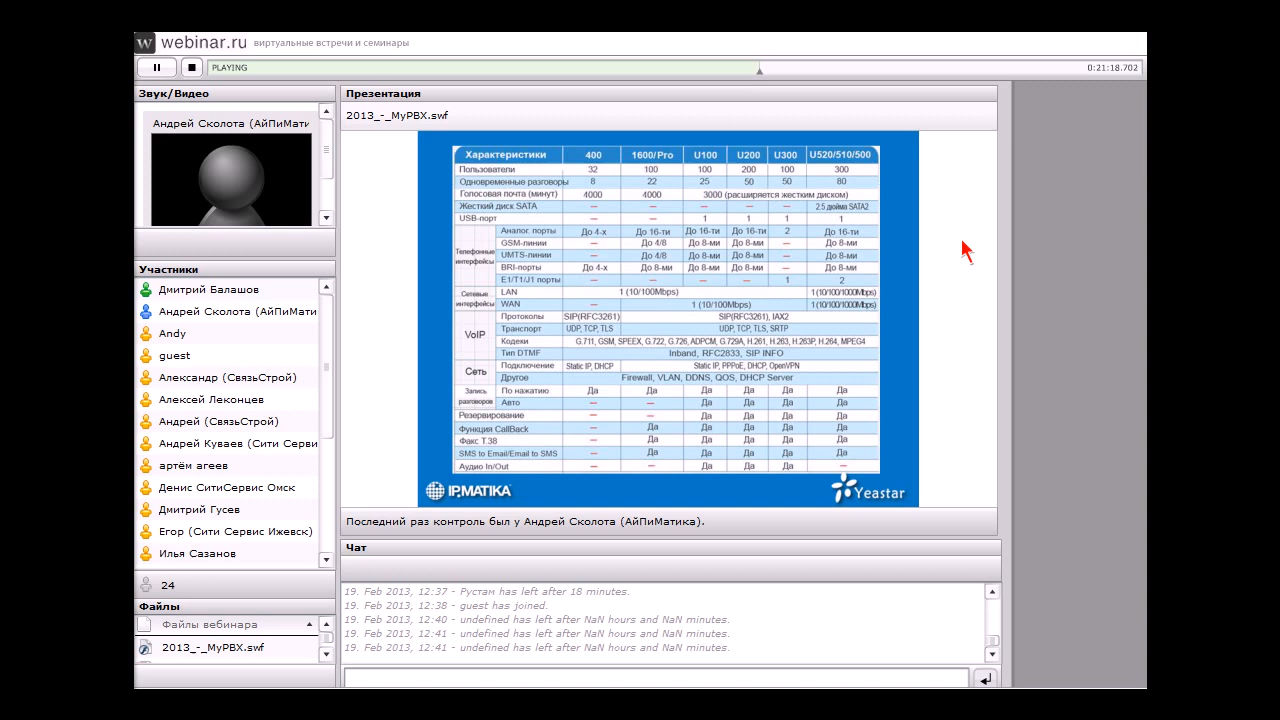 webinar.ru виртуальные встречи и семинары
PLAYING 0:21:18.702
Звук/Видео
Андрей Сколота (АйПиМати
Участники
Дмитрий Балашов
Андрей Сколота (АйПиМати
Andy
guest
Александр (СвязьСтрой)
Алексей Леконцев
Андрей (СвязьСтрой)
Андрей Куваев (Сити Серви
артём агеев
Денис СитиСервис Омск
Дмитрий Гусев
Егор (Сити Сервис Ижевск)
Илья Сазанов
24
Файлы
Файлы вебинара
2013_-_MyPBX.swf
Презентация
2013_-_MyPBX.swf
Характеристики 400 1600/Pro U100 U200 U300 U520/510/500
Пользователи 32 100 100 200 100 300
Одновременные разговоры 8 22 25 50 50 80
Голосовая почта (минут) 4000 4000 3000 (расширяется жестким диском)
Жесткий диск SATA – – – – – 2.5 дюйма SATA2
USB-порт – – 1 1 1 1
Телефонные интерфейсы
Аналог. порты До 4-х До 16-ти До 16-ти До 16-ти 2 До 16-ти
GSM-линии – До 4/8 До 8-ми До 8-ми – До 8-ми
UMTS-линии – До 4/8 До 8-ми До 8-ми – До 8-ми
BRI-порты До 4-х До 8-ми До 8-ми До 8-ми – До 8-ми
E1/T1/J1 порты – – – – 1 2
Сетевые интерфейсы
LAN 1 (10/100Mbps) 1 (10/100/1000Mbps)
WAN – 1 (10/100Mbps) 1 (10/100/1000Mbps)
VoIP
Протоколы SIP(RFC3261) SIP(RFC3261), IAX2
Транспорт UDP, TCP, TLS UDP, TCP, TLS, SRTP
Кодеки G.711, GSM, SPEEX, G.722, G.726, ADPCM, G.729A, H.261, H.263, H.263P, H.264, MPEG4
Тип DTMF Inband, RFC2833, SIP INFO
Сеть
Подключение Static IP, DHCP Static IP, PPPoE, DHCP, OpenVPN
Другое Firewall, VLAN, DDNS, QOS, DHCP Server
Запись разговоров
По нажатию Да Да Да Да Да Да
Авто – – Да Да Да Да
Резервирование – – Да Да Да Да
Функция CallBack – Да Да Да Да Да
Факс T.38 – Да Да Да Да Да
SMS to Email/Email to SMS – Да Да Да Да Да
Аудио In/Out – – Да Да Да –
IPMATIKA Yeastar
Последний раз контроль был у Андрей Сколота (АйПиМатика).
Чат
19. Feb 2013, 12:37 - Рустам has left after 18 minutes.
19. Feb 2013, 12:38 - guest has joined.
19. Feb 2013, 12:40 - undefined has left after NaN hours and NaN minutes.
19. Feb 2013, 12:41 - undefined has left after NaN hours and NaN minutes.
19. Feb 2013, 12:41 - undefined has left after NaN hours and NaN minutes.